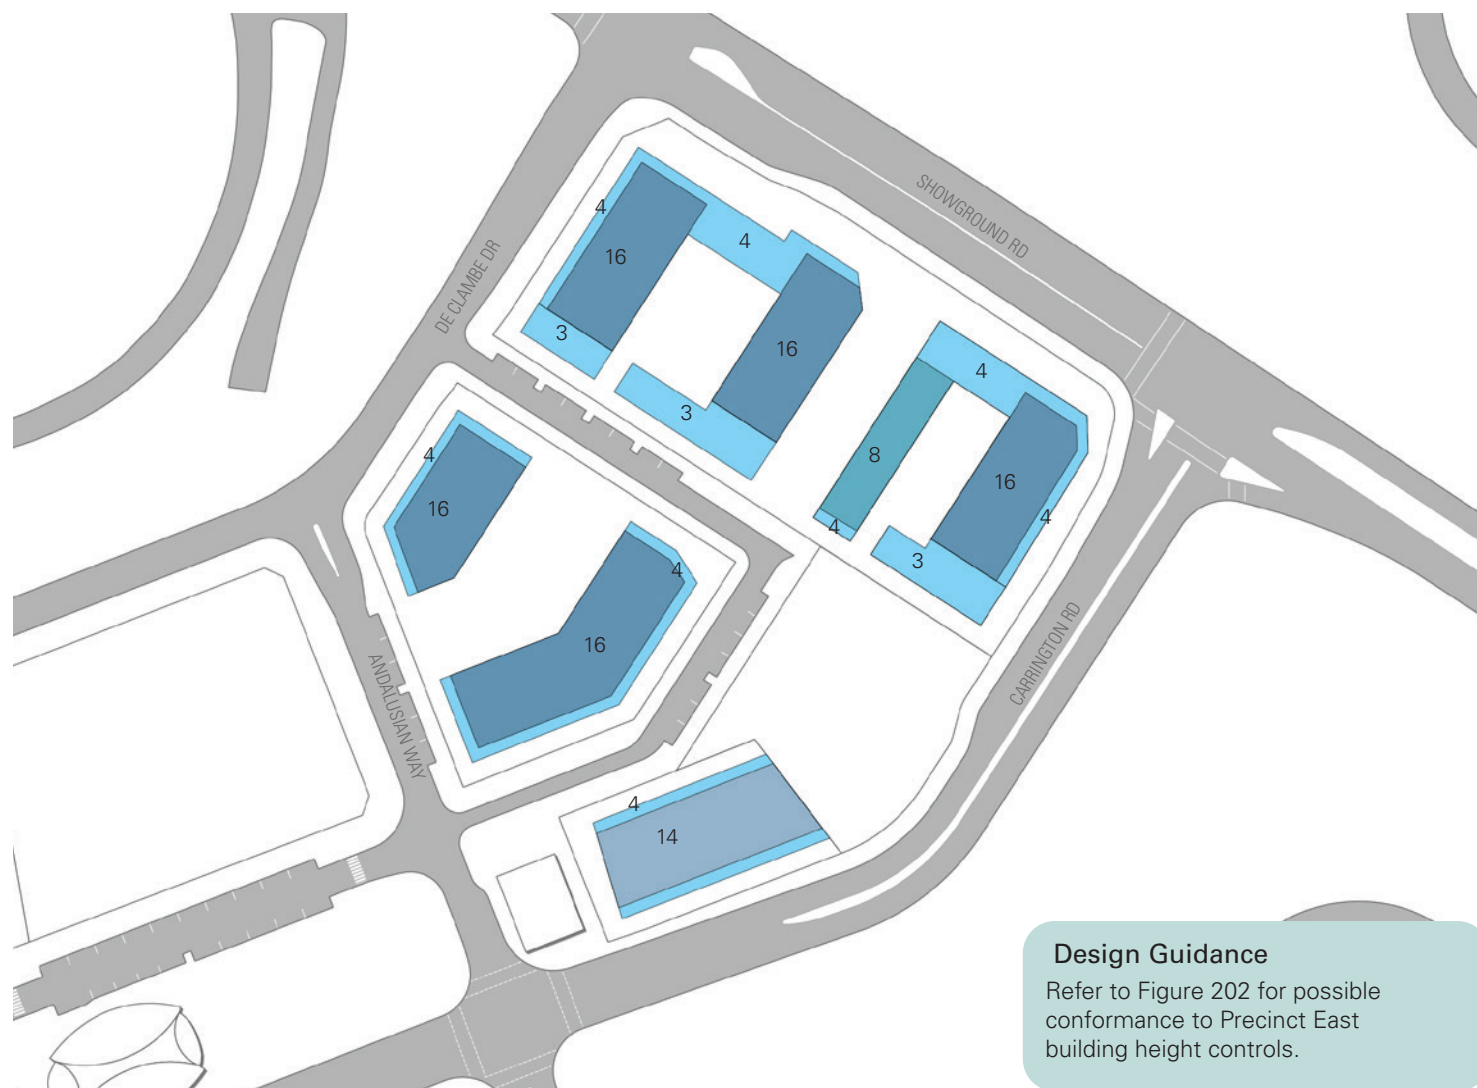 SHOWGROUND RD
4
4
16
DE CLAMBE DR
3
16
4
3
4
8
16
16
4
4
3
4
16
CARRINGTON RD
ANDALUSIAN WAY
4
14
Design Guidance
Refer to Figure 202 for possible
conformance to Precinct East
building height controls.